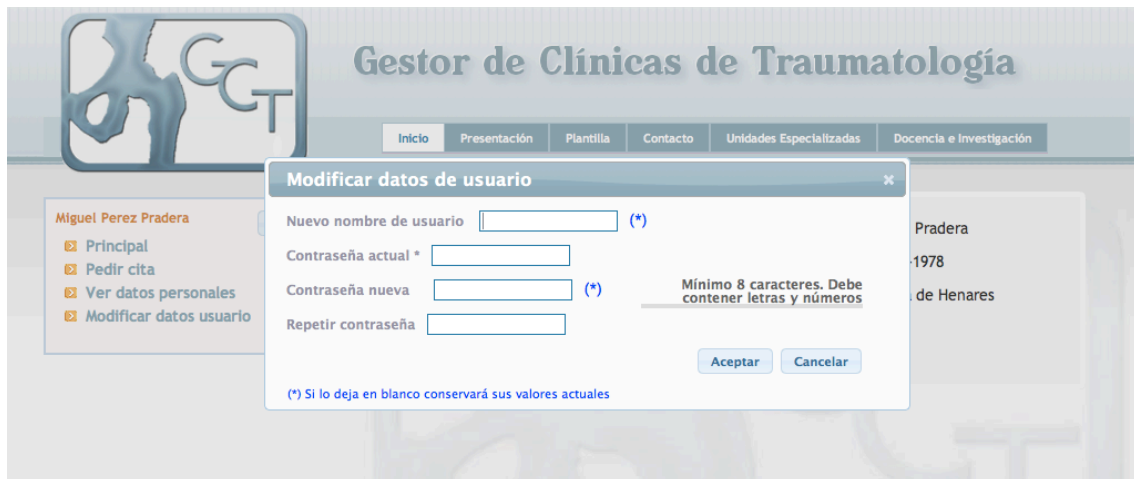 GCT
Gestor de Clínicas de Traumatología
Inicio Presentación Plantilla Contacto Unidades Especializadas Docencia e Investigación
Modificar datos de usuario ×
Miguel Perez Pradera
Principal
Pedir cita
Ver datos personales
Modificar datos usuario
Nuevo nombre de usuario (*)
Contraseña actual *
Contraseña nueva (*)
Mínimo 8 caracteres. Debe
contener letras y números
Repetir contraseña
Aceptar Cancelar
(*) Si lo deja en blanco conservará sus valores actuales
Pradera
-1978
de Henares
GCT